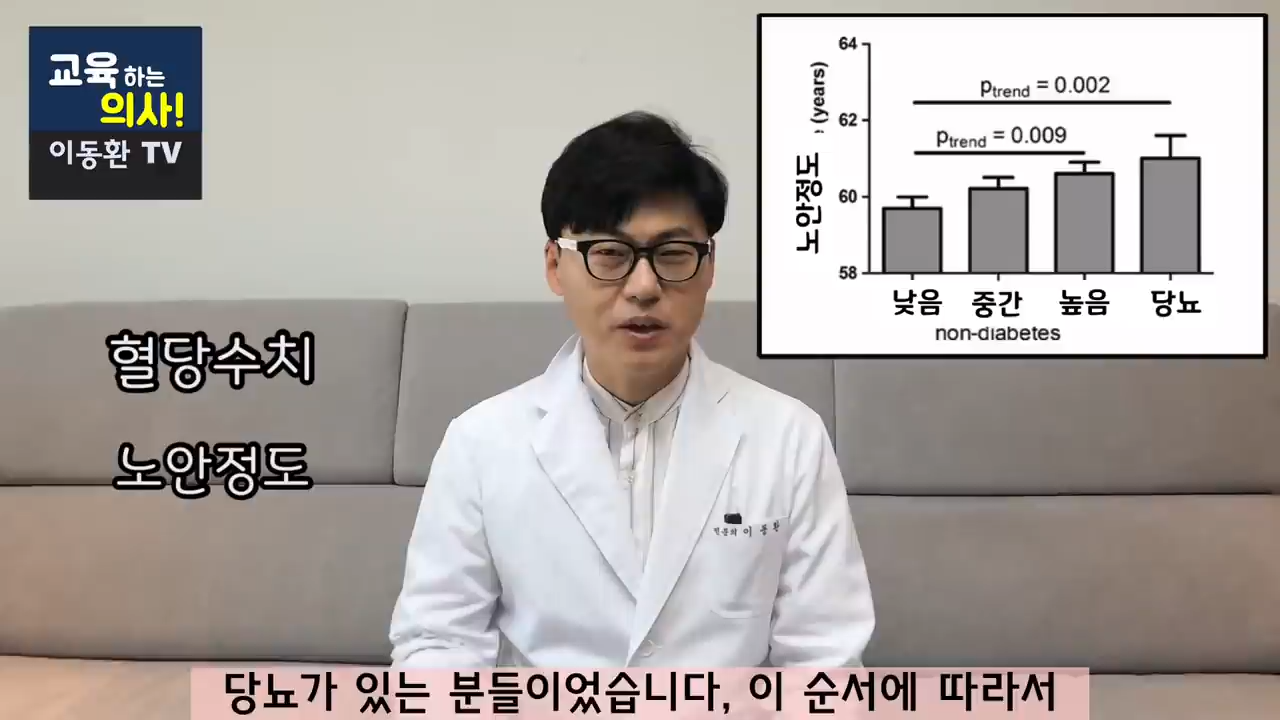 교육하는
의사!
이동환 TV
64
62
60
58
노안정도 (years)
ptrend = 0.002
ptrend = 0.009
낮음 중간 높음 당뇨
non-diabetes
혈당수치
노안정도
이동환
당뇨가 있는 분들이었습니다, 이 순서에 따라서